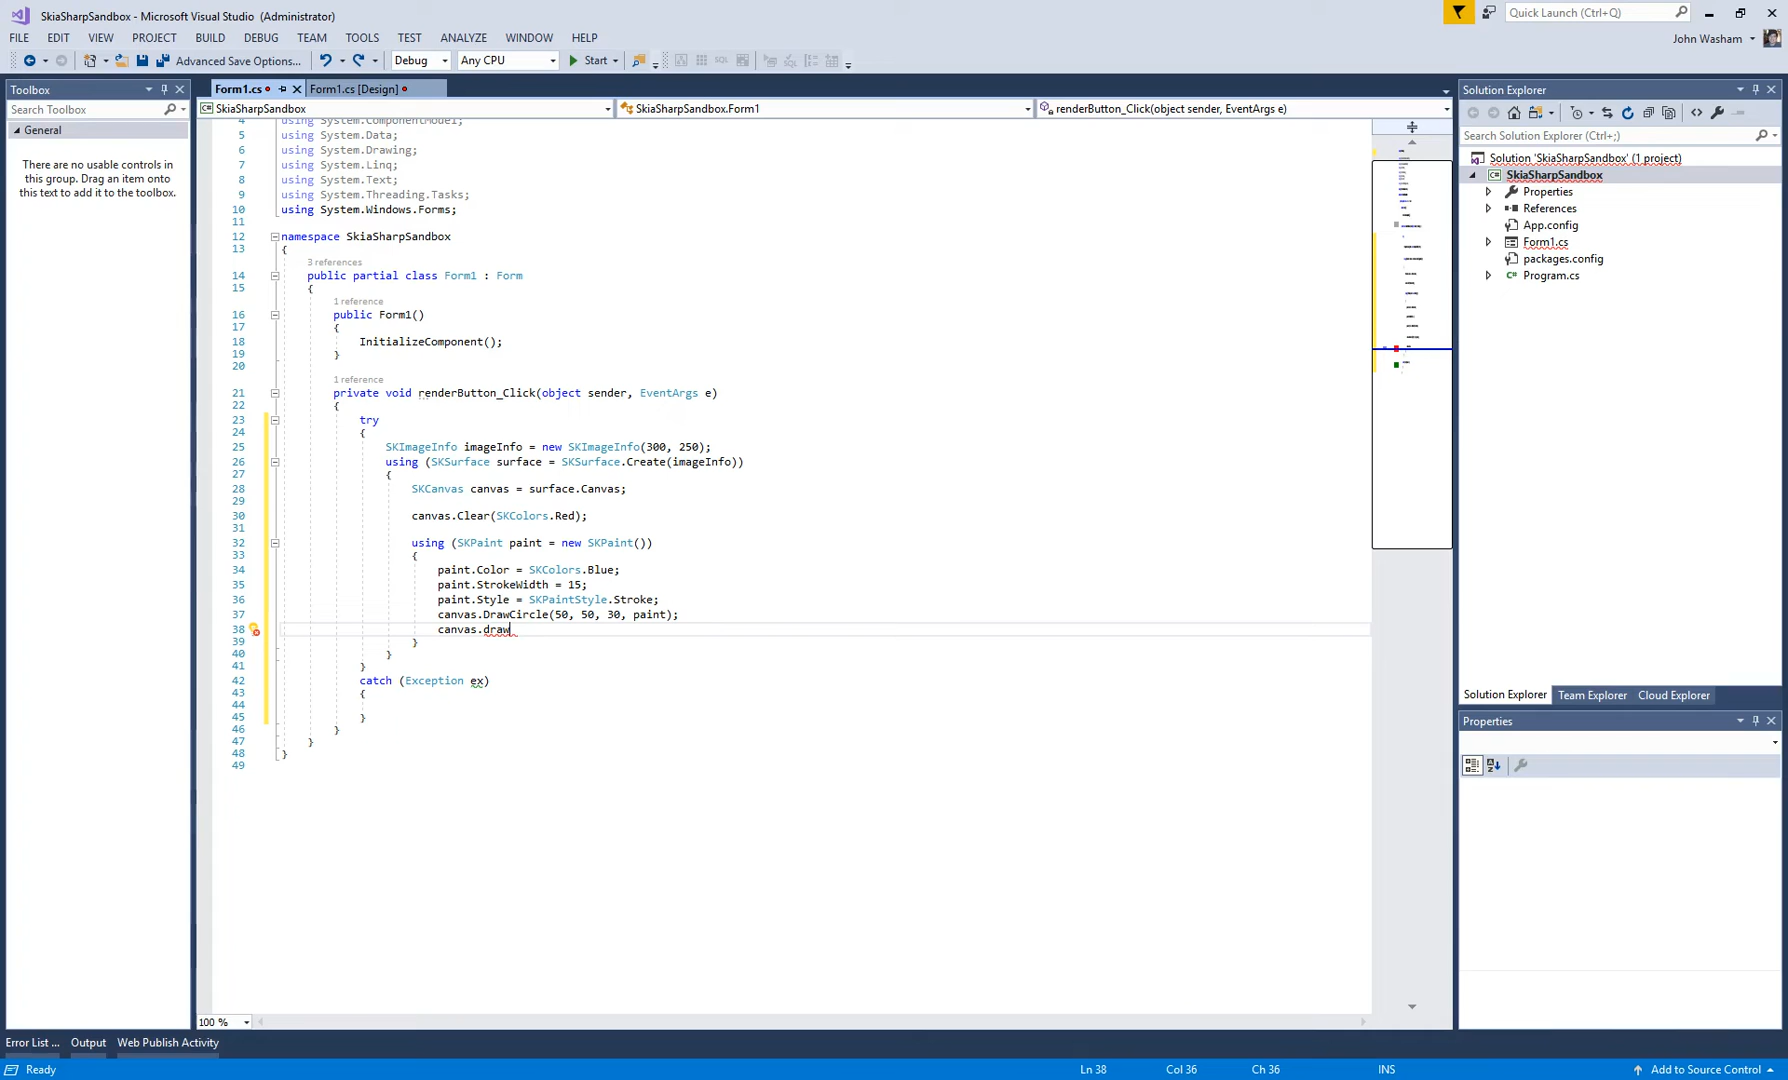 SkiaSharpSandbox - Microsoft Visual Studio (Administrator)
Quick Launch (Ctrl+Q)
FILE EDIT VIEW PROJECT BUILD DEBUG TEAM TOOLS TEST ANALYZE WINDOW HELP
John Washam
Advanced Save Options...
Debug
Any CPU
Start
Toolbox
Search Toolbox
General
There are no usable controls in
this group. Drag an item onto
this text to add it to the toolbox.
Form1.cs
Form1.cs [Design]
SkiaSharpSandbox
SkiaSharpSandbox.Form1
renderButton_Click(object sender, EventArgs e)
4 using System.ComponentModel;
5 using System.Data;
6 using System.Drawing;
7 using System.Linq;
8 using System.Text;
9 using System.Threading.Tasks;
10 using System.Windows.Forms;
11
12 namespace SkiaSharpSandbox
13 {
3 references
14 public partial class Form1 : Form
15 {
1 reference
16 public Form1()
17 {
18 InitializeComponent();
19 }
20
1 reference
21 private void renderButton_Click(object sender, EventArgs e)
22 {
23 try
24 {
25 SKImageInfo imageInfo = new SKImageInfo(300, 250);
26 using (SKSurface surface = SKSurface.Create(imageInfo))
27 {
28 SKCanvas canvas = surface.Canvas;
29
30 canvas.Clear(SKColors.Red);
31
32 using (SKPaint paint = new SKPaint())
33 {
34 paint.Color = SKColors.Blue;
35 paint.StrokeWidth = 15;
36 paint.Style = SKPaintStyle.Stroke;
37 canvas.DrawCircle(50, 50, 30, paint);
38 canvas.draw
39 }
40 }
41 }
42 catch (Exception ex)
43 {
44
45 }
46 }
47 }
48 }
49
100 %
Solution Explorer
Search Solution Explorer (Ctrl+;)
Solution 'SkiaSharpSandbox' (1 project)
SkiaSharpSandbox
Properties
References
App.config
Form1.cs
packages.config
Program.cs
Solution Explorer Team Explorer Cloud Explorer
Properties
Error List ... Output Web Publish Activity
Ready
Ln 38 Col 36 Ch 36 INS
Add to Source Control